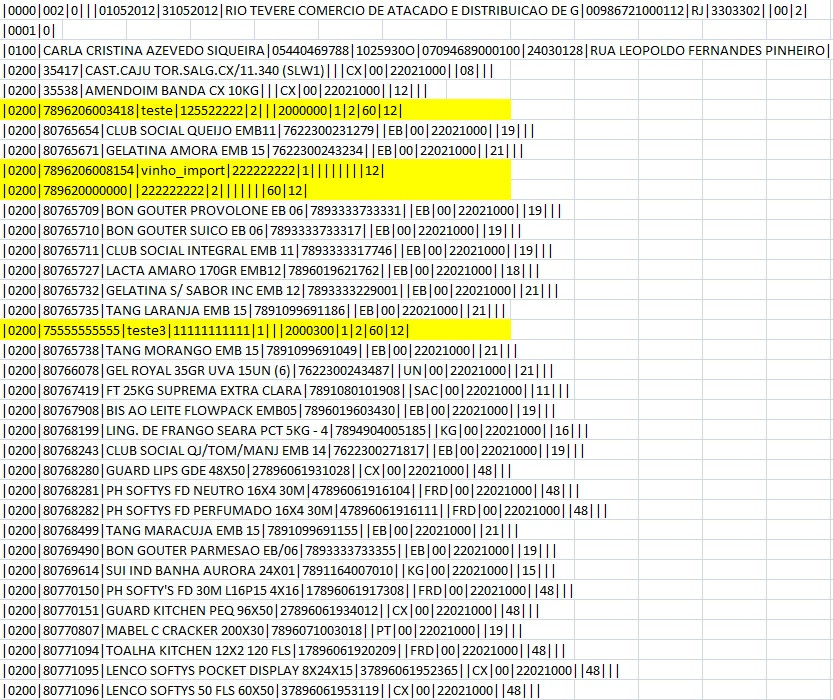 |0000|002|0|||01052012|31052012|RIO TEVERE COMERCIO DE ATACADO E DISTRIBUICAO DE G|00986721000112|RJ|3303302||00|2|
|0001|0|
|0100|CARLA CRISTINA AZEVEDO SIQUEIRA|05440469788|1025930O|07094689000100|24030128|RUA LEOPOLDO FERNANDES PINHEIRO|
|0200|35417|CAST.CAJU TOR.SALG.CX/11.340 (SLW1)|||CX|00|22021000||08|||
|0200|35538|AMENDOIM BANDA CX 10KG|||CX|00|22021000||12|||
|0200|7896206003418|teste|125522222|2|||2000000|1|2|60|12|
|0200|80765654|CLUB SOCIAL QUEIJO EMB11|7622300231279||EB|00|22021000||19|||
|0200|80765671|GELATINA AMORA EMB 15|7622300243234||EB|00|22021000||21|||
|0200|7896206008154|vinho_import|222222222|1||||||||12|
|0200|789620000000||222222222|2|||||||60|12|
|0200|80765709|BON GOUTER PROVOLONE EB 06|7893333733331||EB|00|22021000||19|||
|0200|80765710|BON GOUTER SUICO EB 06|7893333733317||EB|00|22021000||19|||
|0200|80765711|CLUB SOCIAL INTEGRAL EMB 11|7893333317746||EB|00|22021000||19|||
|0200|80765727|LACTA AMARO 170GR EMB12|7896019621762||EB|00|22021000||18|||
|0200|80765732|GELATINA S/ SABOR INC EMB 12|7893333229001||EB|00|22021000||21|||
|0200|80765735|TANG LARANJA EMB 15|7891099691186||EB|00|22021000||21|||
|0200|75555555555|teste3|11111111111|1|||2000300|1|2|60|12|
|0200|80765738|TANG MORANGO EMB 15|7891099691049||EB|00|22021000||21|||
|0200|80766078|GEL ROYAL 35GR UVA 15UN (6)|7622300243487||UN|00|22021000||21|||
|0200|80767419|FT 25KG SUPREMA EXTRA CLARA|7891080101908||SAC|00|22021000||11|||
|0200|80767908|BIS AO LEITE FLOWPACK EMB05|7896019603430||EB|00|22021000||19|||
|0200|80768199|LING. DE FRANGO SEARA PCT 5KG - 4|7894904005185||KG|00|22021000||16|||
|0200|80768243|CLUB SOCIAL QJ/TOM/MANJ EMB 14|7622300271817||EB|00|22021000||19|||
|0200|80768280|GUARD LIPS GDE 48X50|27896061931028||CX|00|22021000||48|||
|0200|80768281|PH SOFTYS FD NEUTRO 16X4 30M|47896061916104||FRD|00|22021000||48|||
|0200|80768282|PH SOFTYS FD PERFUMADO 16X4 30M|47896061916111||FRD|00|22021000||48|||
|0200|80768499|TANG MARACUJA EMB 15|7891099691155||EB|00|22021000||21|||
|0200|80769490|BON GOUTER PARMESAO EB/06|7893333733355||EB|00|22021000||19|||
|0200|80769614|SUI IND BANHA AURORA 24X01|7891164007010||KG|00|22021000||15|||
|0200|80770150|PH SOFTY'S FD 30M L16P15 4X16|17896061917308||FRD|00|22021000||48|||
|0200|80770151|GUARD KITCHEN PEQ 96X50|27896061934012||CX|00|22021000||48|||
|0200|80770807|MABEL C CRACKER 200X30|7896071003018||PT|00|22021000||19|||
|0200|80771094|TOALHA KITCHEN 12X2 120 FLS|17896061920209||FRD|00|22021000||48|||
|0200|80771095|LENCO SOFTYS POCKET DISPLAY 8X24X15|37896061952365||CX|00|22021000||48|||
|0200|80771096|LENCO SOFTYS 50 FLS 60X50|37896061953119||CX|00|22021000||48|||